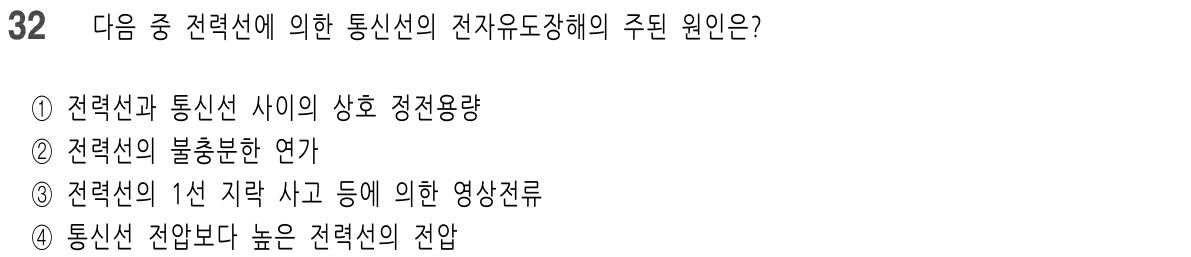 32 다음 중 전력선에 의한 통신선의 전자유도장해의 주된 원인은?
① 전력선과 통신선 사이의 상호 정전용량
② 전력선의 불충분한 연가
③ 전력선의 1선 지락 사고 등에 의한 영상전류
④ 통신선 전압보다 높은 전력선의 전압